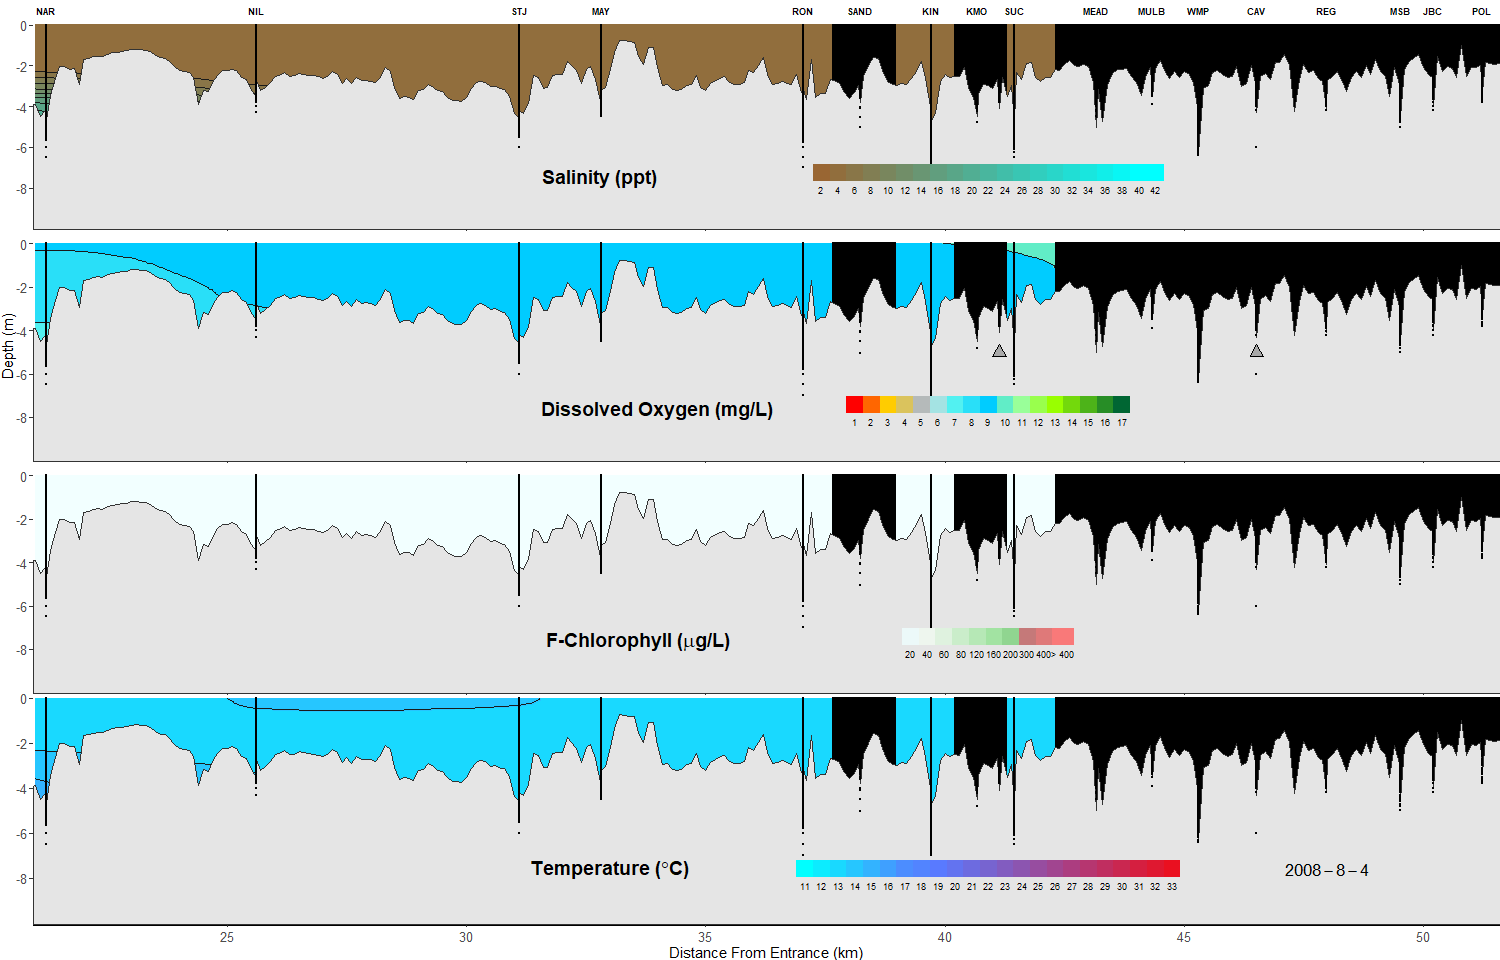 NAR NIL STJ MAY RON SAND KIN KMO SUC MEAD MULB WMP CAV REG MSB JBC POL
0
-2
-4
-6
-8
Salinity (ppt)
2 4 6 8 10 12 14 16 18 20 22 24 26 28 30 32 34 36 38 40 42
0
-2
-4
-6
-8
Depth (m)
Dissolved Oxygen (mg/L)
1 2 3 4 5 6 7 8 9 10 11 12 13 14 15 16 17
0
-2
-4
-6
-8
F-Chlorophyll (μg/L)
20 40 60 80 120 160 200 300 400> 400
0
-2
-4
-6
-8
Temperature (°C)
11 12 13 14 15 16 17 18 19 20 21 22 23 24 25 26 27 28 29 30 31 32 33
2008-8-4
25 30 35 40 45 50
Distance From Entrance (km)